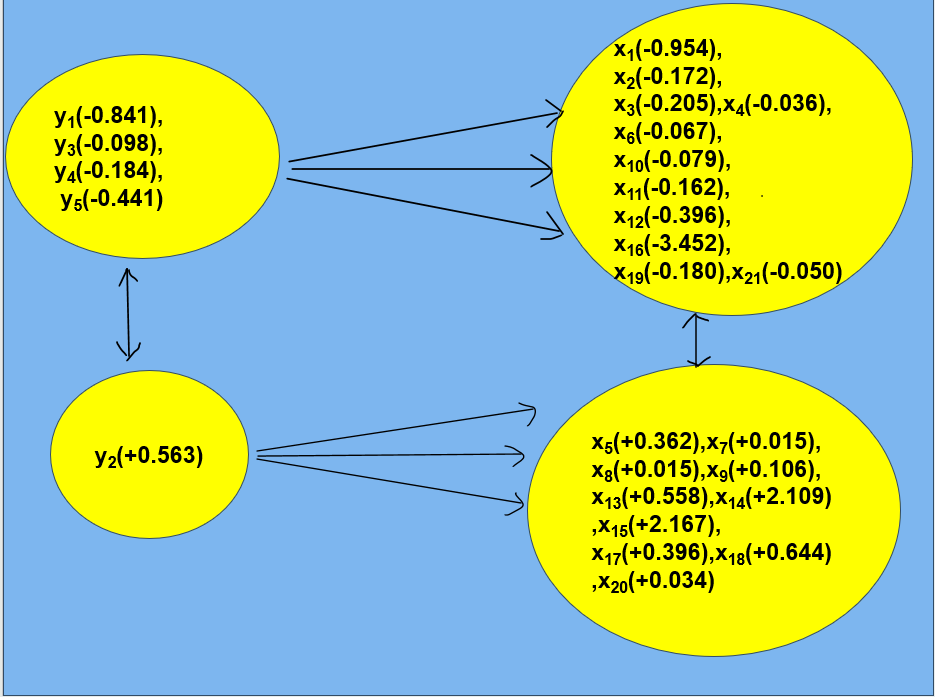 y₁(-0.841),
y₃(-0.098),
y₄(-0.184),
y₅(-0.441)
x₁(-0.954),
x₂(-0.172),
x₃(-0.205),x₄(-0.036),
x₆(-0.067),
x₁₀(-0.079),
x₁₁(-0.162),
x₁₂(-0.396),
x₁₆(-3.452),
x₁₉(-0.180),x₂₁(-0.050)
y₂(+0.563)
x₅(+0.362),x₇(+0.015),
x₈(+0.015),x₉(+0.106),
x₁₃(+0.558),x₁₄(+2.109)
,x₁₅(+2.167),
x₁₇(+0.396),x₁₈(+0.644)
,x₂₀(+0.034)